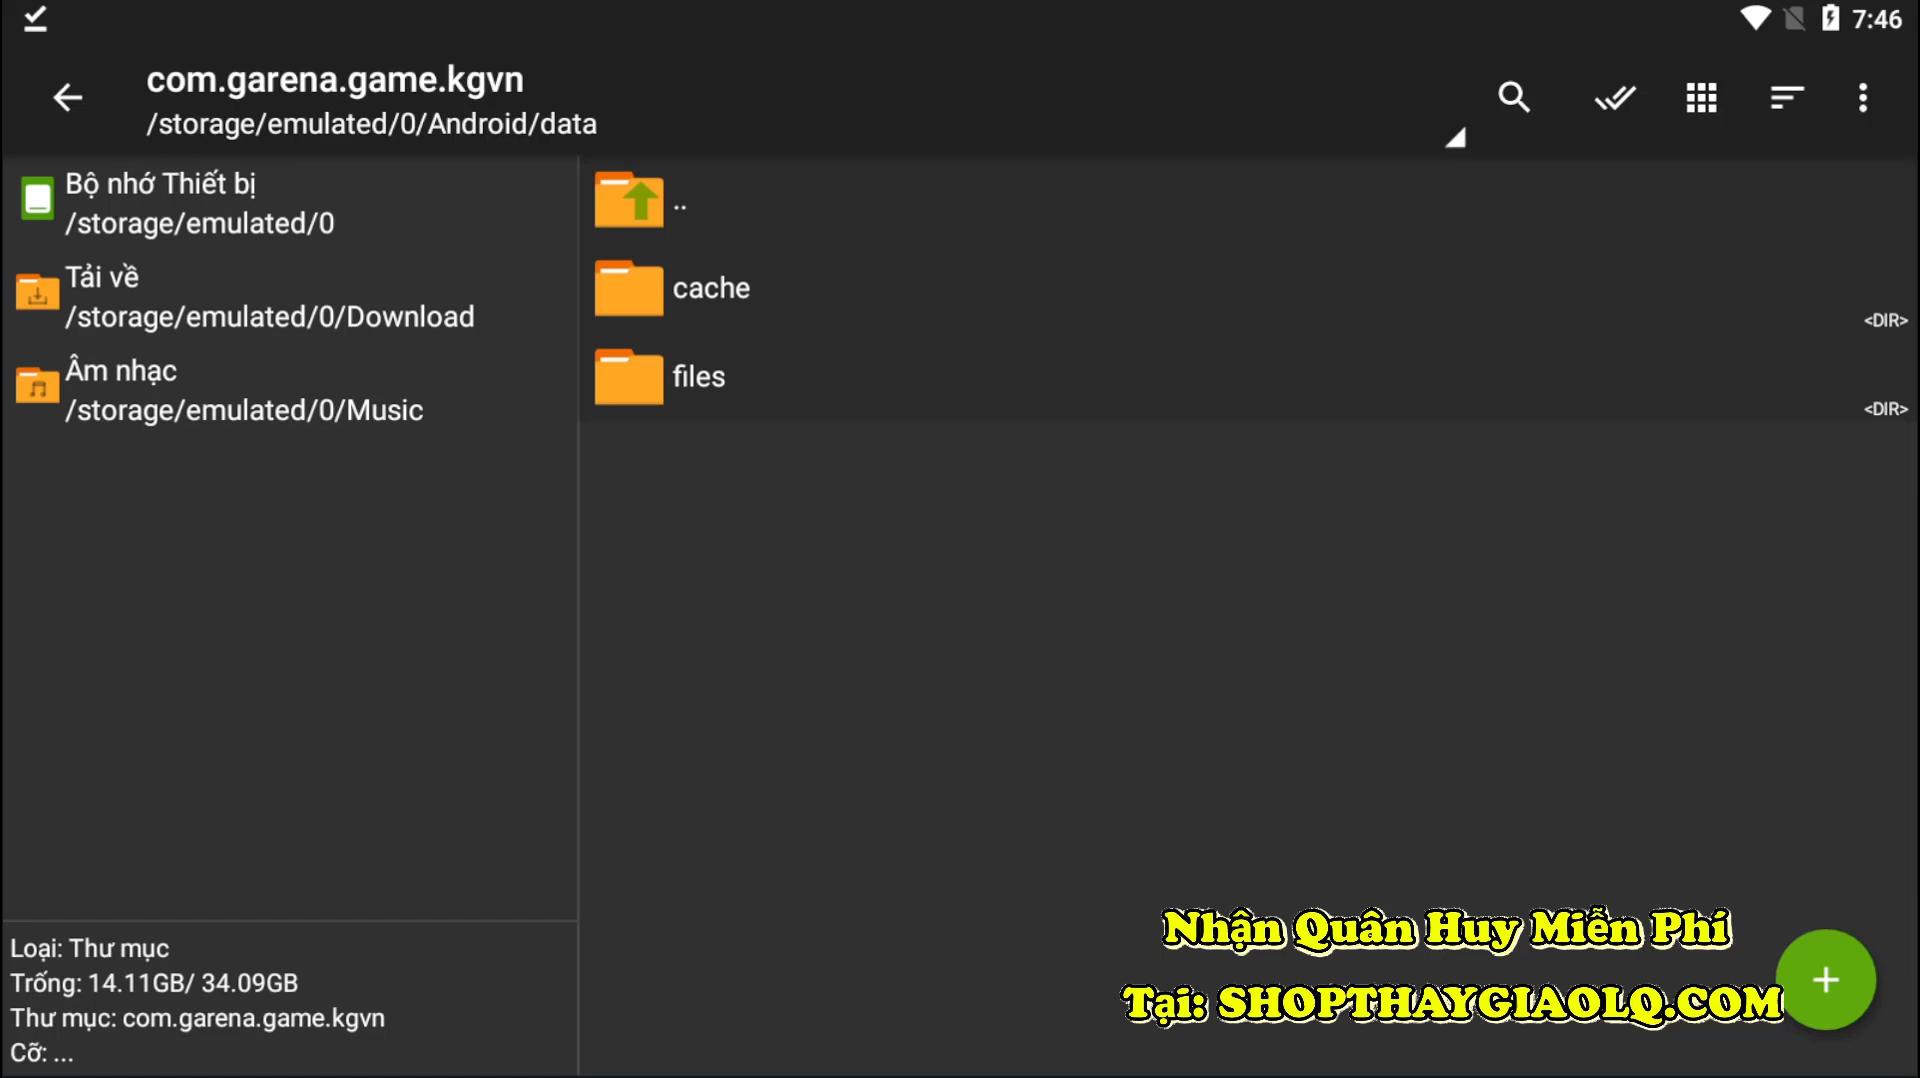 7:46
com.garena.game.kgvn
/storage/emulated/0/Android/data
Bộ nhớ Thiết bị
/storage/emulated/0
Tải về
/storage/emulated/0/Download
Âm nhạc
/storage/emulated/0/Music
..
cache
<DIR>
files
<DIR>
Loại: Thư mục
Trống: 14.11GB/ 34.09GB
Thư mục: com.garena.game.kgvn
Cỡ: ...
Nhận Quân Huy Miễn Phí
Tại: SHOPTHAYGIAOLQ.COM